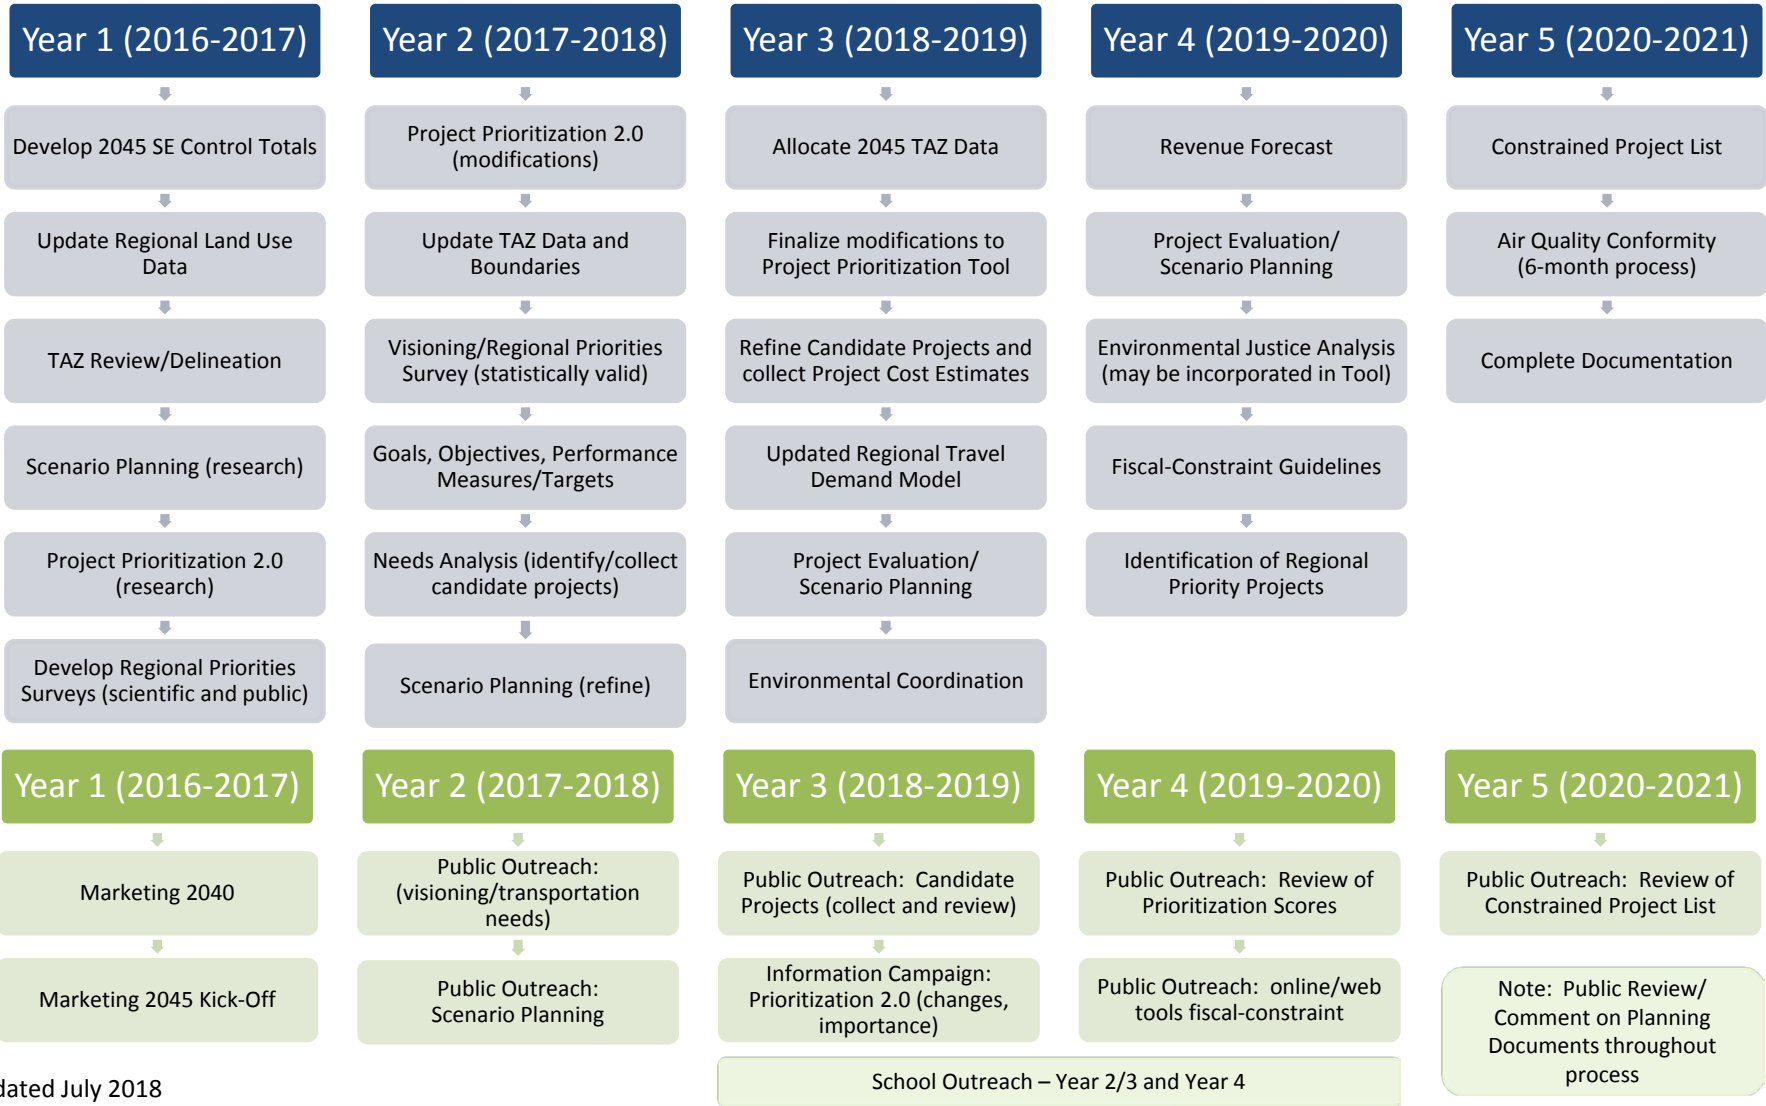 Year 1 (2016-2017)
Develop 2045 SE Control Totals
Update Regional Land Use
Data
TAZ Review/Delineation
Scenario Planning (research)
Project Prioritization 2.0
(research)
Develop Regional Priorities
Surveys (scientific and public)
Year 2 (2017-2018)
Project Prioritization 2.0
(modifications)
Update TAZ Data and
Boundaries
Visioning/Regional Priorities
Survey (statistically valid)
Goals, Objectives, Performance
Measures/Targets
Needs Analysis (identify/collect
candidate projects)
Scenario Planning (refine)
Year 3 (2018-2019)
Allocate 2045 TAZ Data
Finalize modifications to
Project Prioritization Tool
Refine Candidate Projects and
collect Project Cost Estimates
Updated Regional Travel
Demand Model
Project Evaluation/
Scenario Planning
Environmental Coordination
Year 4 (2019-2020)
Revenue Forecast
Project Evaluation/
Scenario Planning
Environmental Justice Analysis
(may be incorporated in Tool)
Fiscal-Constraint Guidelines
Identification of Regional
Priority Projects
Year 5 (2020-2021)
Constrained Project List
Air Quality Conformity
(6-month process)
Complete Documentation
Year 1 (2016-2017)
Marketing 2040
Marketing 2045 Kick-Off
Year 2 (2017-2018)
Public Outreach:
(visioning/transportation
needs)
Public Outreach:
Scenario Planning
Year 3 (2018-2019)
Public Outreach: Candidate
Projects (collect and review)
Information Campaign:
Prioritization 2.0 (changes,
importance)
Year 4 (2019-2020)
Public Outreach: Review of
Prioritization Scores
Public Outreach: online/web
tools fiscal-constraint
Year 5 (2020-2021)
Public Outreach: Review of
Constrained Project List
Note: Public Review/
Comment on Planning
Documents throughout
process
School Outreach – Year 2/3 and Year 4
dated July 2018